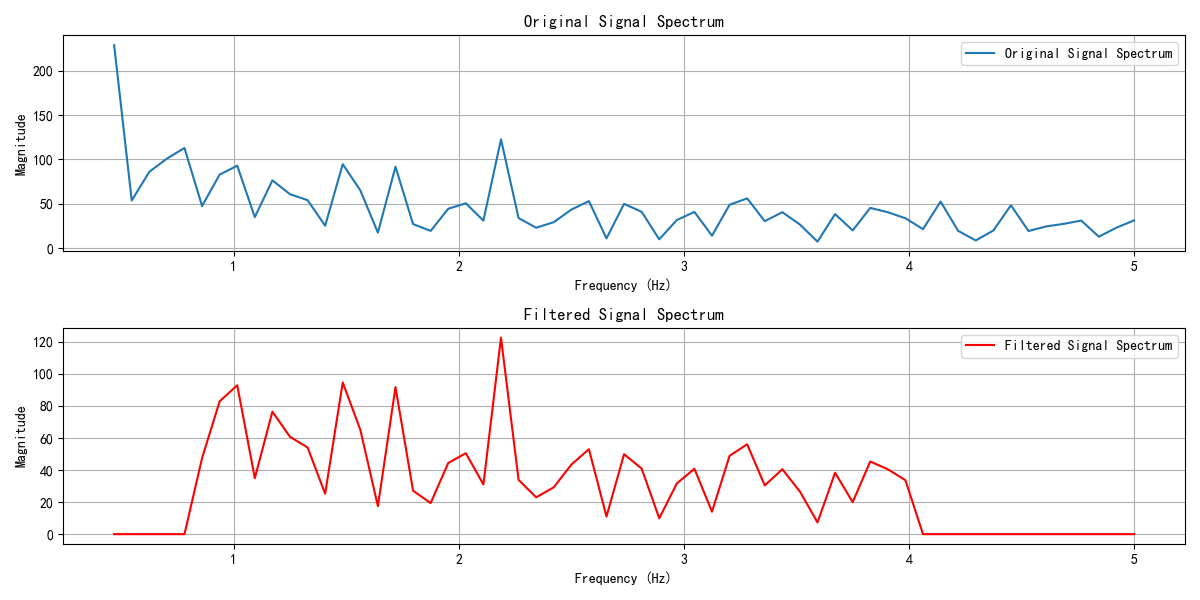 Original Signal Spectrum
Original Signal Spectrum
Magnitude
200
150
100
50
0
1 2 3 4 5
Frequency (Hz)
Filtered Signal Spectrum
Filtered Signal Spectrum
Magnitude
120
100
80
60
40
20
0
1 2 3 4 5
Frequency (Hz)